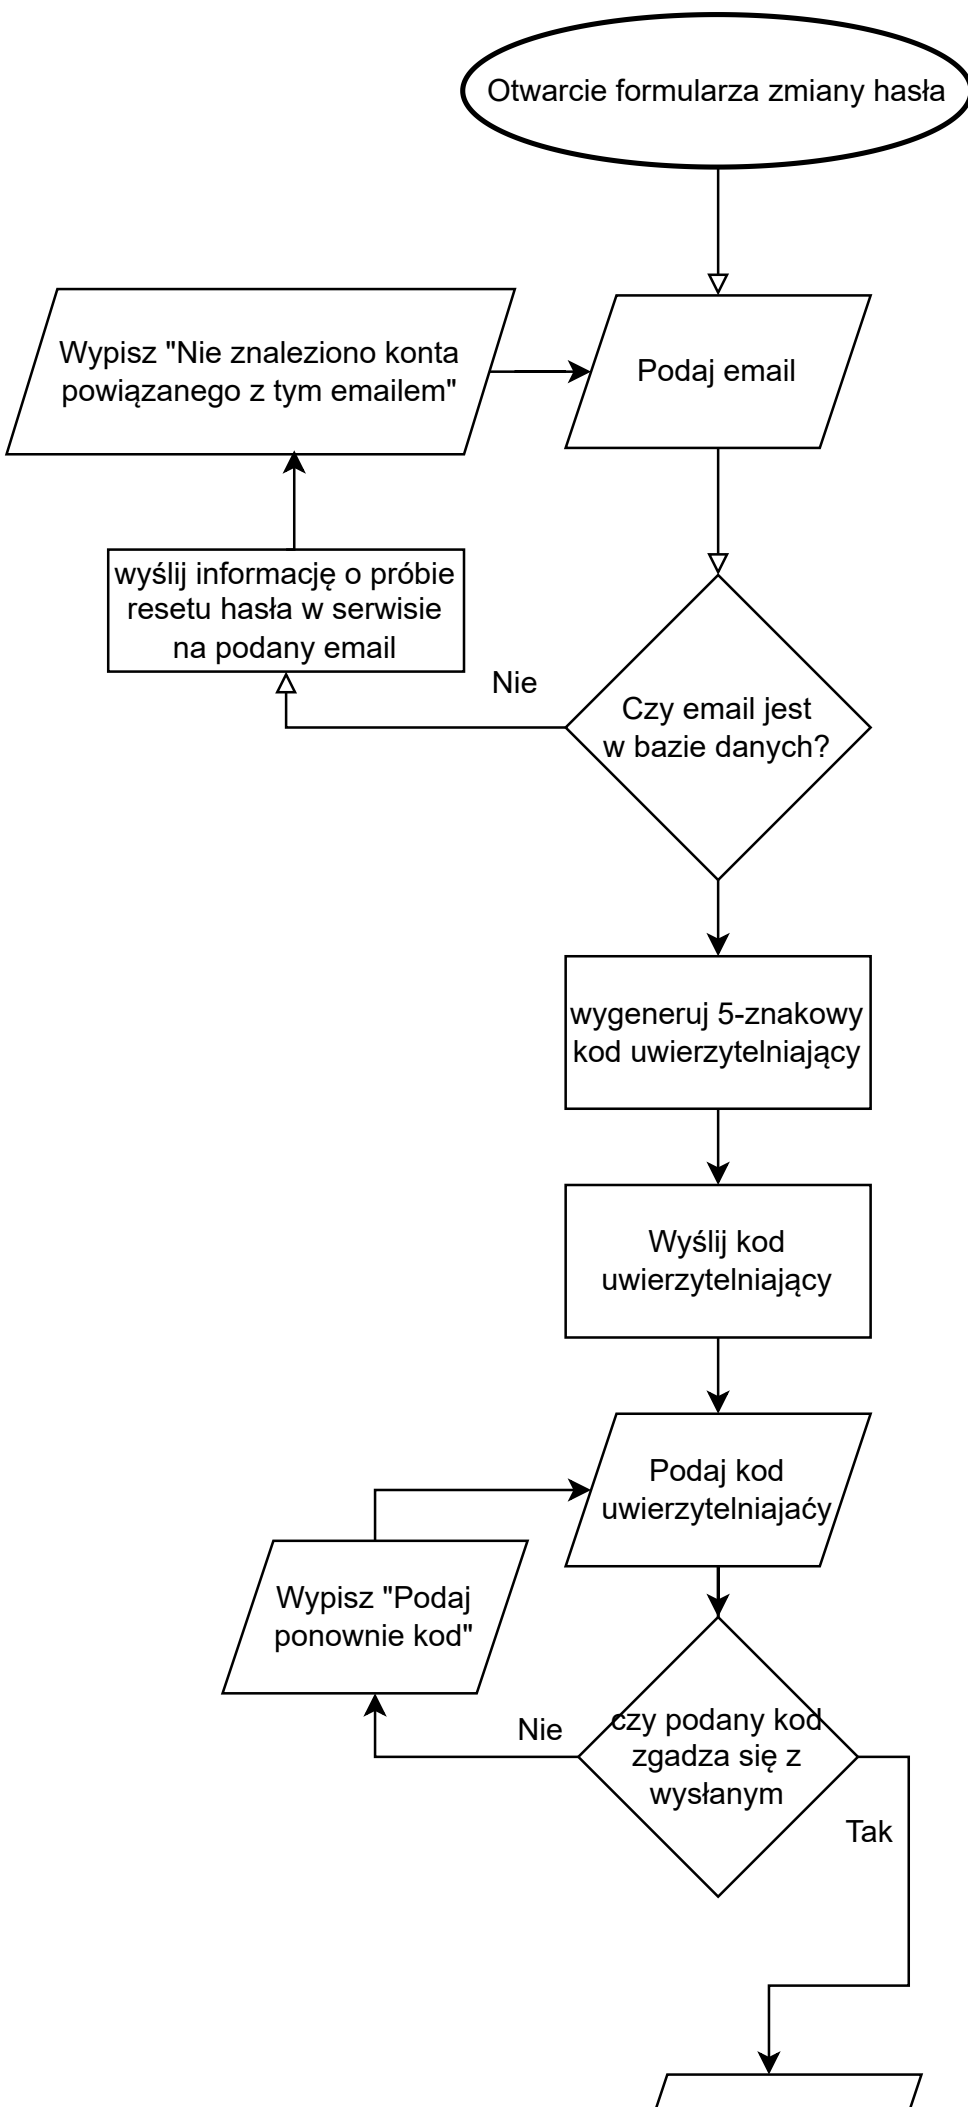 Otwarcie formularza zmiany hasła
Wypisz "Nie znaleziono konta
powiązanego z tym emailem"
Podaj email
wyślij informację o próbie
resetu hasła w serwisie
na podany email
Nie
Czy email jest
w bazie danych?
wygeneruj 5-znakowy
kod uwierzytelniający
Wyślij kod
uwierzytelniający
Podaj kod
uwierzytelniajaćy
Wypisz "Podaj
ponownie kod"
Nie
czy podany kod
zgadza się z
wysłanym
Tak